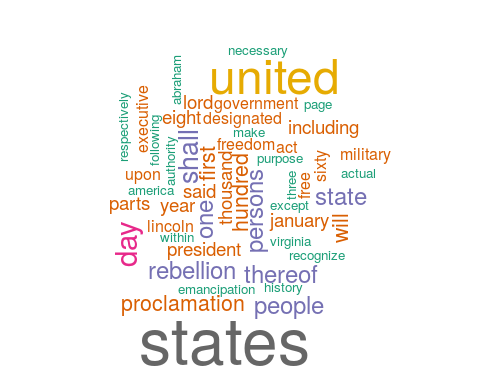 necessary
united
abraham
respectively
executive
lord government page
eight designated
following
authority
shall
make
including
freedom act
first
thousand
hundred
purpose
sixty
military
upon
actual
america said
three
free
state
parts year one
persons
except
january
will
lincoln
within
virginia
day
president
recognize
rebellion thereof
emancipation history
proclamation people
states